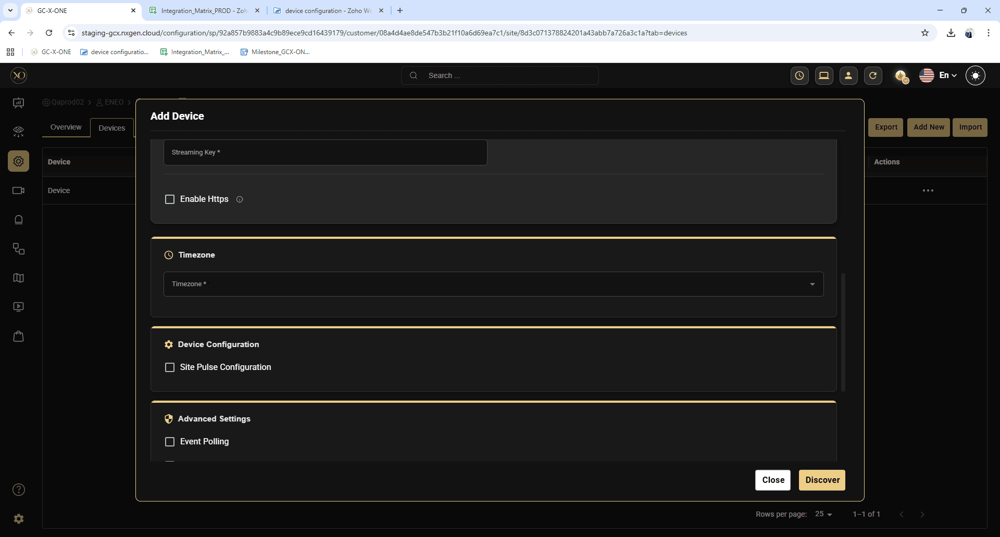 GC-X-ONE
Integration_Matrix_PROD - Zoh
device configuration - Zoho Wo
staging-gcx.nxgen.cloud/configuration/sp/92a857b9883a4c9b89ece9cd16439179/customer/08a4d4ae8de547b3b21f10a6d69ea7c1/site/8d3c071378824201a43abb7a726a3c1a?tab=devices
GC-X-ONE
device configuratio...
Integration_Matrix_...
Milestone_GCX-ON...
XO
Search ...
En
Qaprod02
ENEO
Overview
Devices
Export
Add New
Import
Device
Actions
Device
Add Device
Streaming Key *
Enable Https
Timezone
Timezone *
Device Configuration
Site Pulse Configuration
Advanced Settings
Event Polling
Close
Discover
Rows per page:
25
1–1 of 1